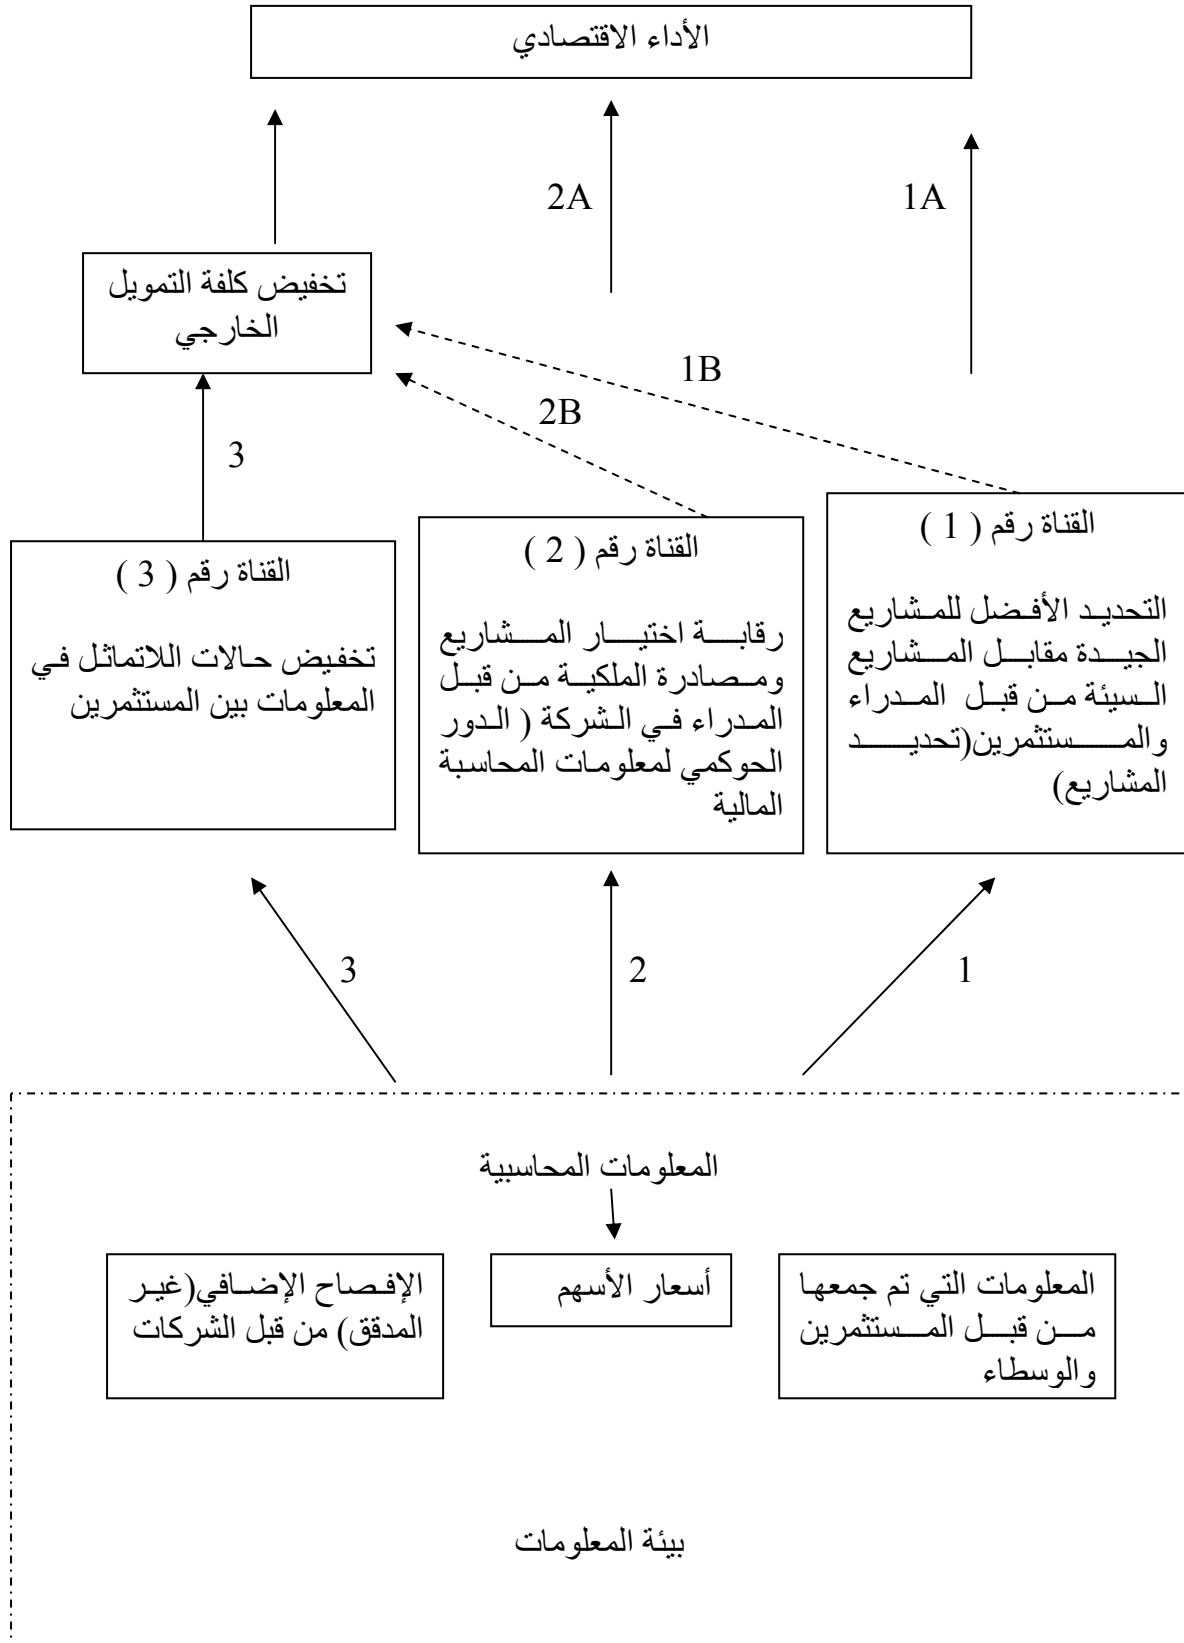 الأداء الاقتصادي
1A
2A
تخفيض كلفة التمويل
الخارجي
1B
2B
3
القناة رقم ( 1 )
التحديد الأفضل للمشاريع
الجيدة مقابل المشاريع
السيئة من قبل المدراء
والمستثمرين(تحديد
المشاريع)
القناة رقم ( 2 )
رقابة اختيار المشاريع
ومصادرة الملكية من قبل
المدراء في الشركة ( الدور
الحوكمي لمعلومات المحاسبة
المالية
القناة رقم ( 3 )
تخفيض حالات اللاتماثل في
المعلومات بين المستثمرين
1
2
3
المعلومات المحاسبية
المعلومات التي تم جمعها
من قبل المستثمرين
والوسطاء
أسعار الأسهم
الإفصاح الإضافي(غير
المدقق) من قبل الشركات
بيئة المعلومات